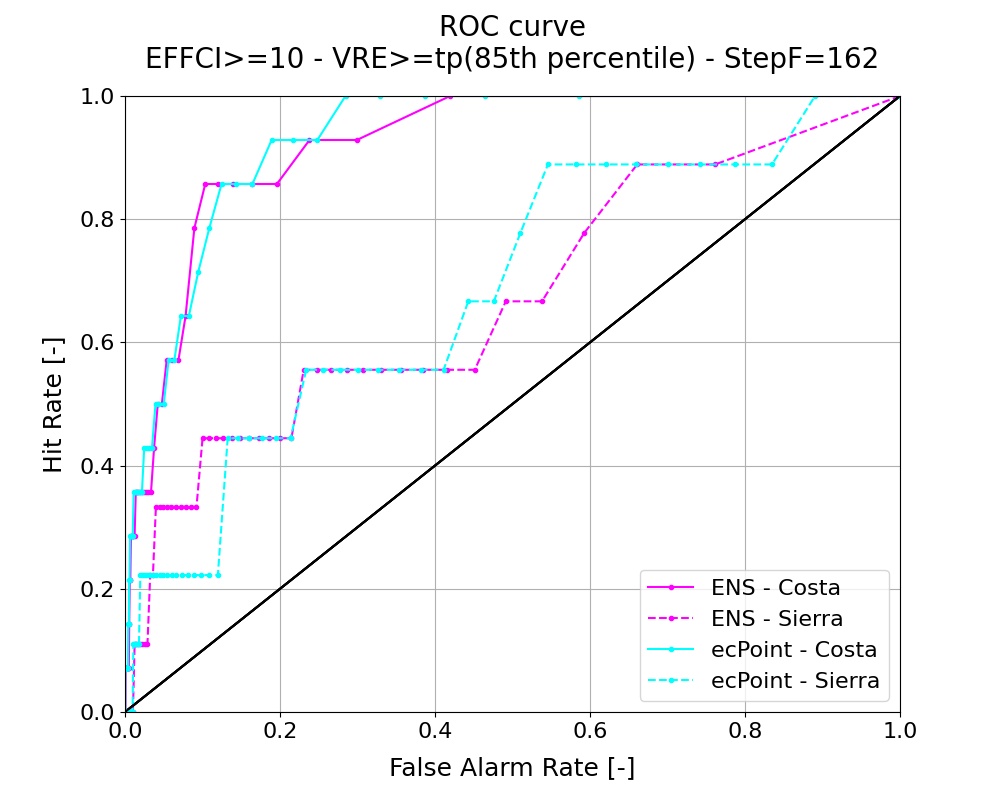 ROC curve
EFFCI>=10 - VRE>=tp(85th percentile) - StepF=162
1.0
0.8
0.6
0.4
0.2
0.0
Hit Rate [-]
0.0 0.2 0.4 0.6 0.8 1.0
False Alarm Rate [-]
ENS - Costa
ENS - Sierra
ecPoint - Costa
ecPoint - Sierra